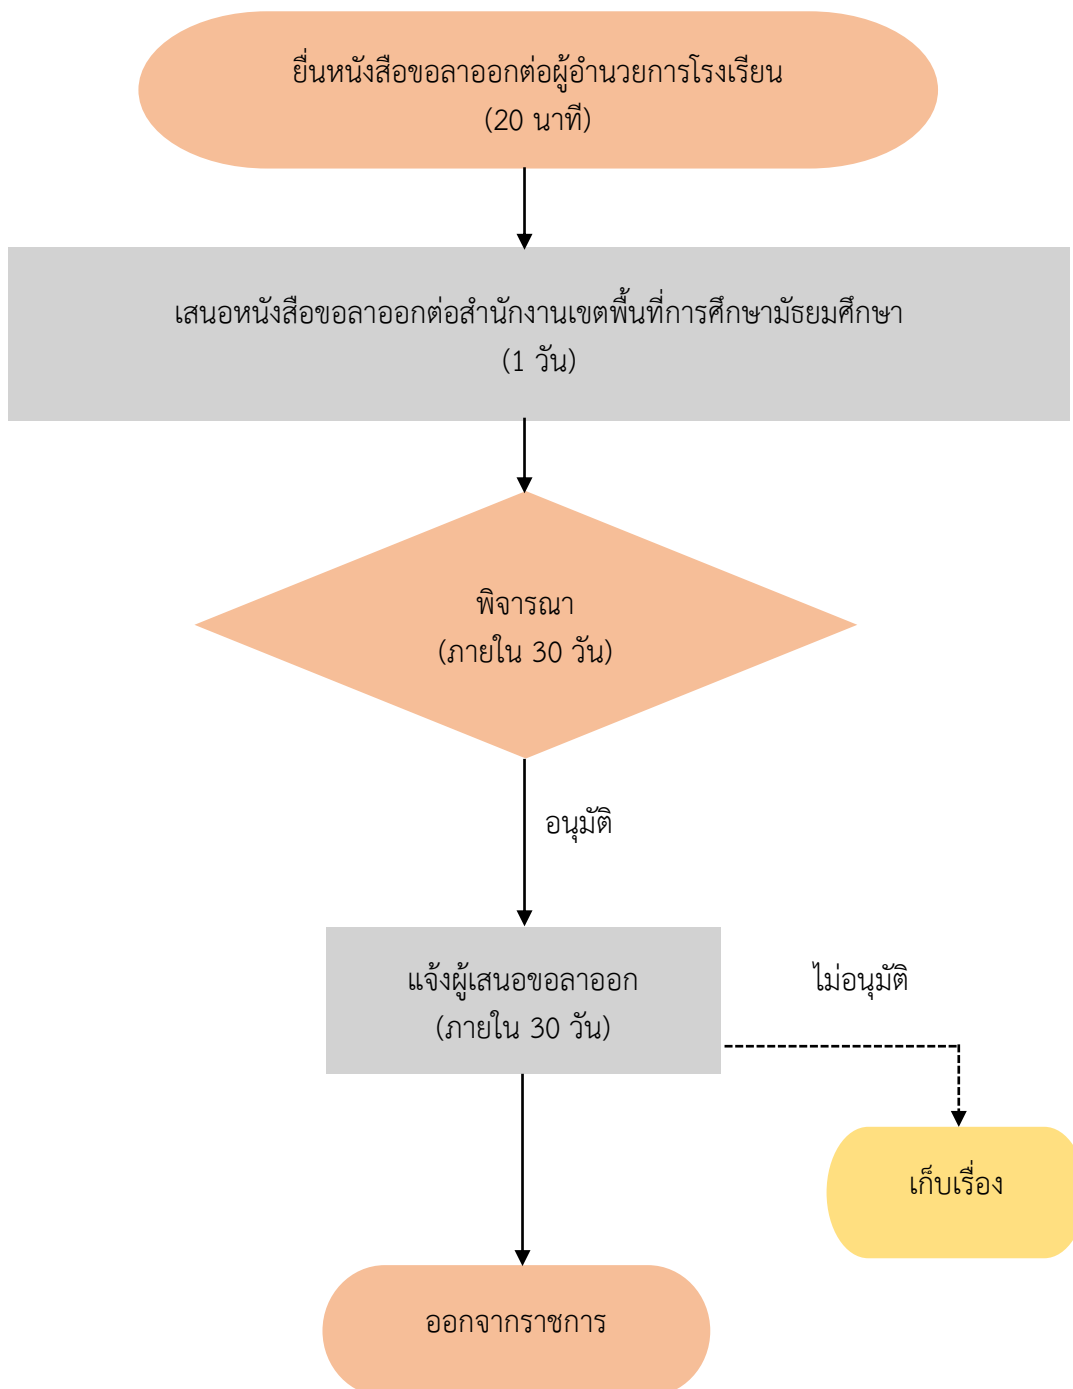 ยื่นหนังสือขอลาออกต่อผู้อำนวยการโรงเรียน
(20 นาที)
เสนอหนังสือขอลาออกต่อสำนักงานเขตพื้นที่การศึกษามัธยมศึกษา
(1 วัน)
พิจารณา
(ภายใน 30 วัน)
อนุมัติ
แจ้งผู้เสนอขอลาออก
(ภายใน 30 วัน)
ไม่อนุมัติ
เก็บเรื่อง
ออกจากราชการ